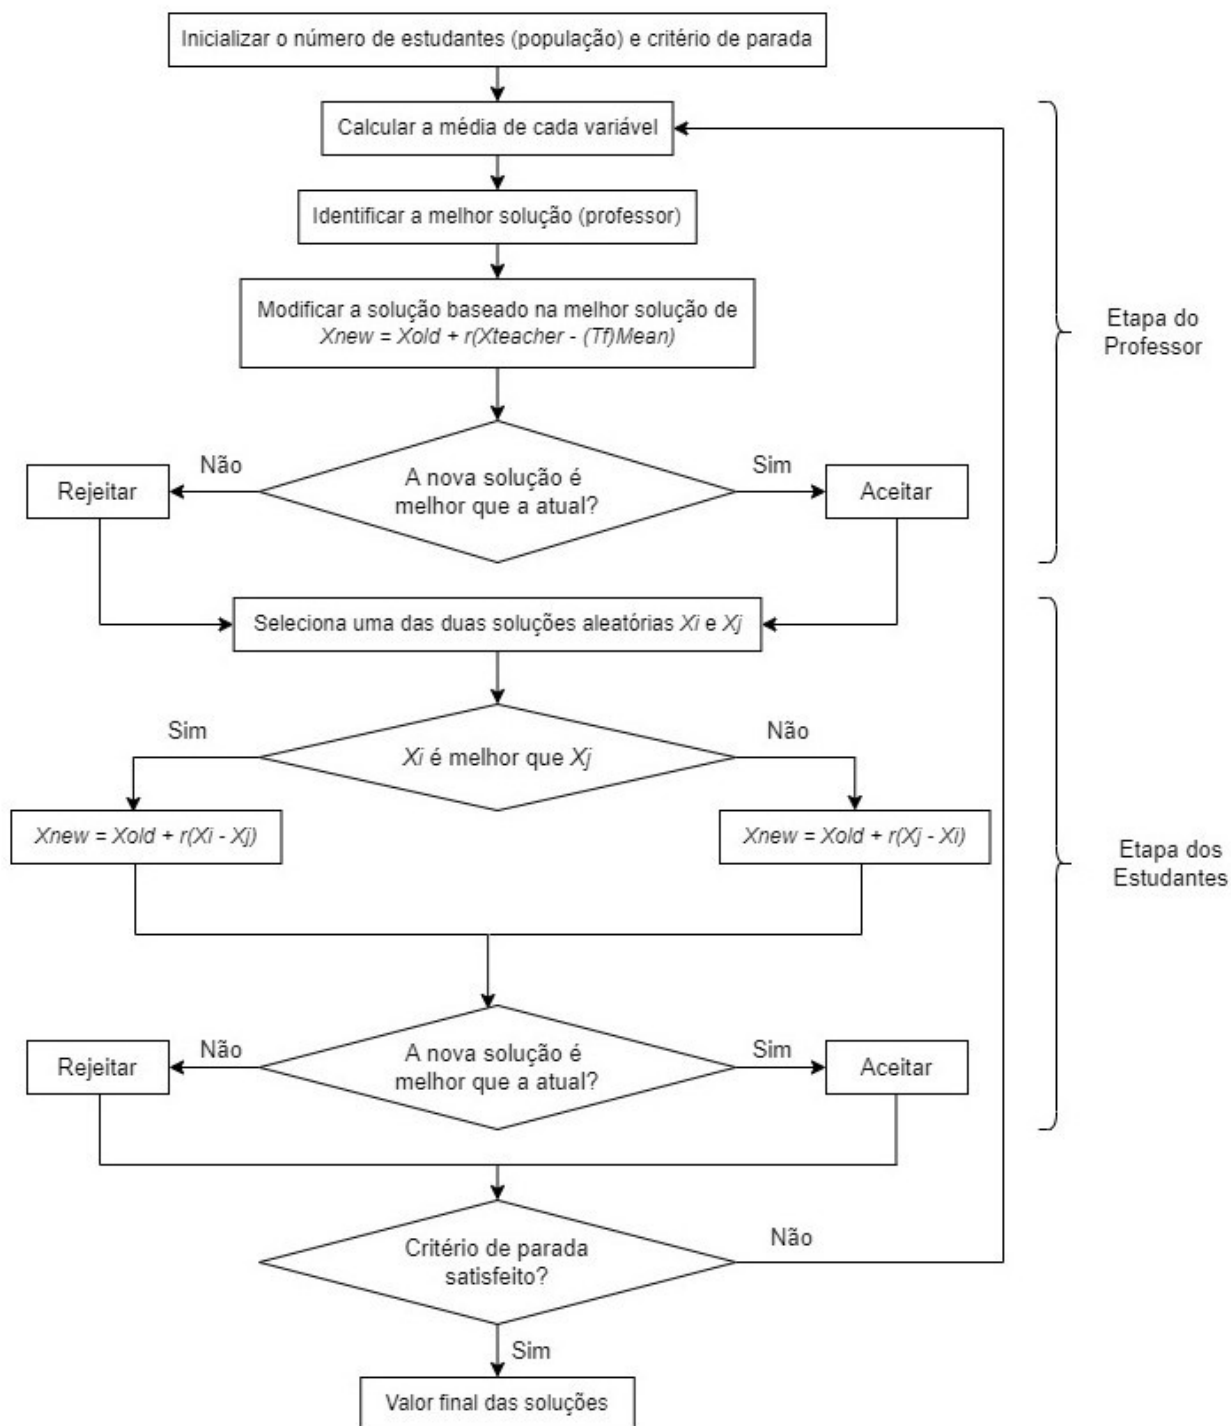 Inicializar o número de estudantes (população) e critério de parada
Calcular a média de cada variável
Identificar a melhor solução (professor)
Modificar a solução baseado na melhor solução de
Xnew = Xold + r(Xteacher - (Tf)Mean)
Etapa do
Professor
Não
A nova solução é
melhor que a atual?
Sim
Rejeitar
Aceitar
Seleciona uma das duas soluções aleatórias Xi e Xj
Sim
Xi é melhor que Xj
Não
Xnew = Xold + r(Xi - Xj)
Xnew = Xold + r(Xj - Xi)
Etapa dos
Estudantes
Não
A nova solução é
melhor que a atual?
Sim
Rejeitar
Aceitar
Critério de parada
satisfeito?
Não
Sim
Valor final das soluções